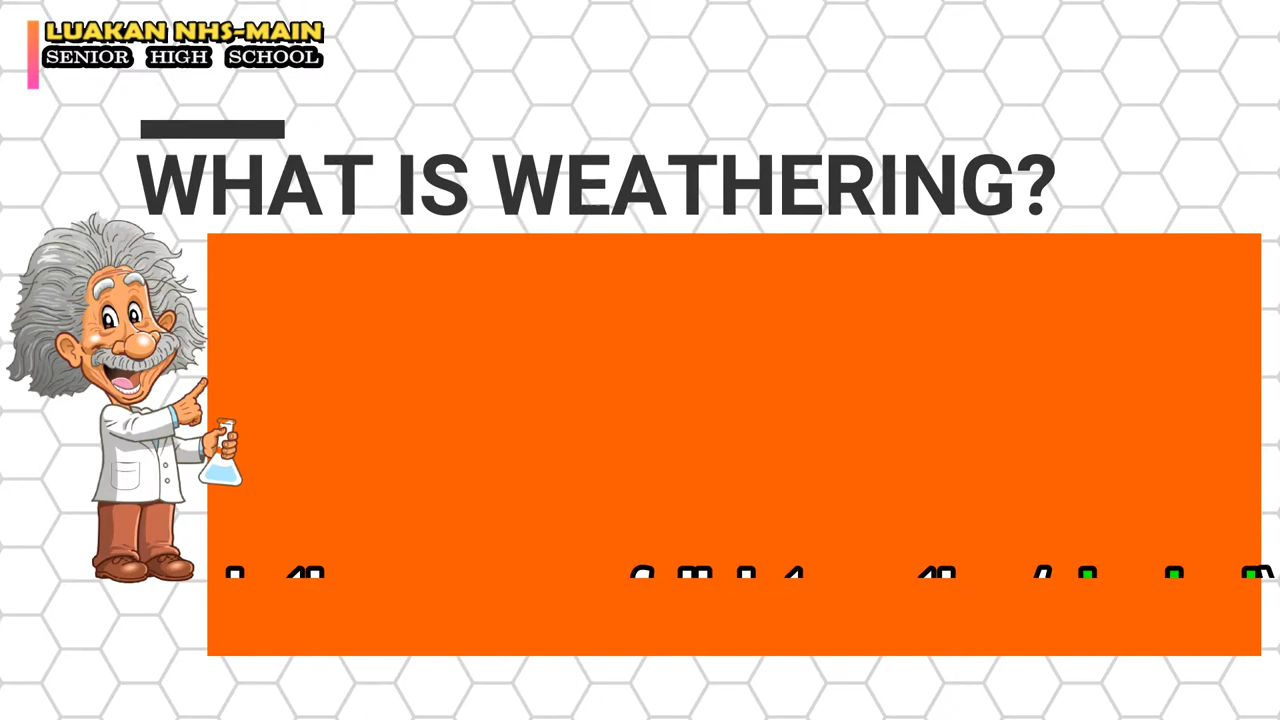 LUAKAN NHS-MAIN
SENIOR HIGH SCHOOL
WHAT IS WEATHERING?